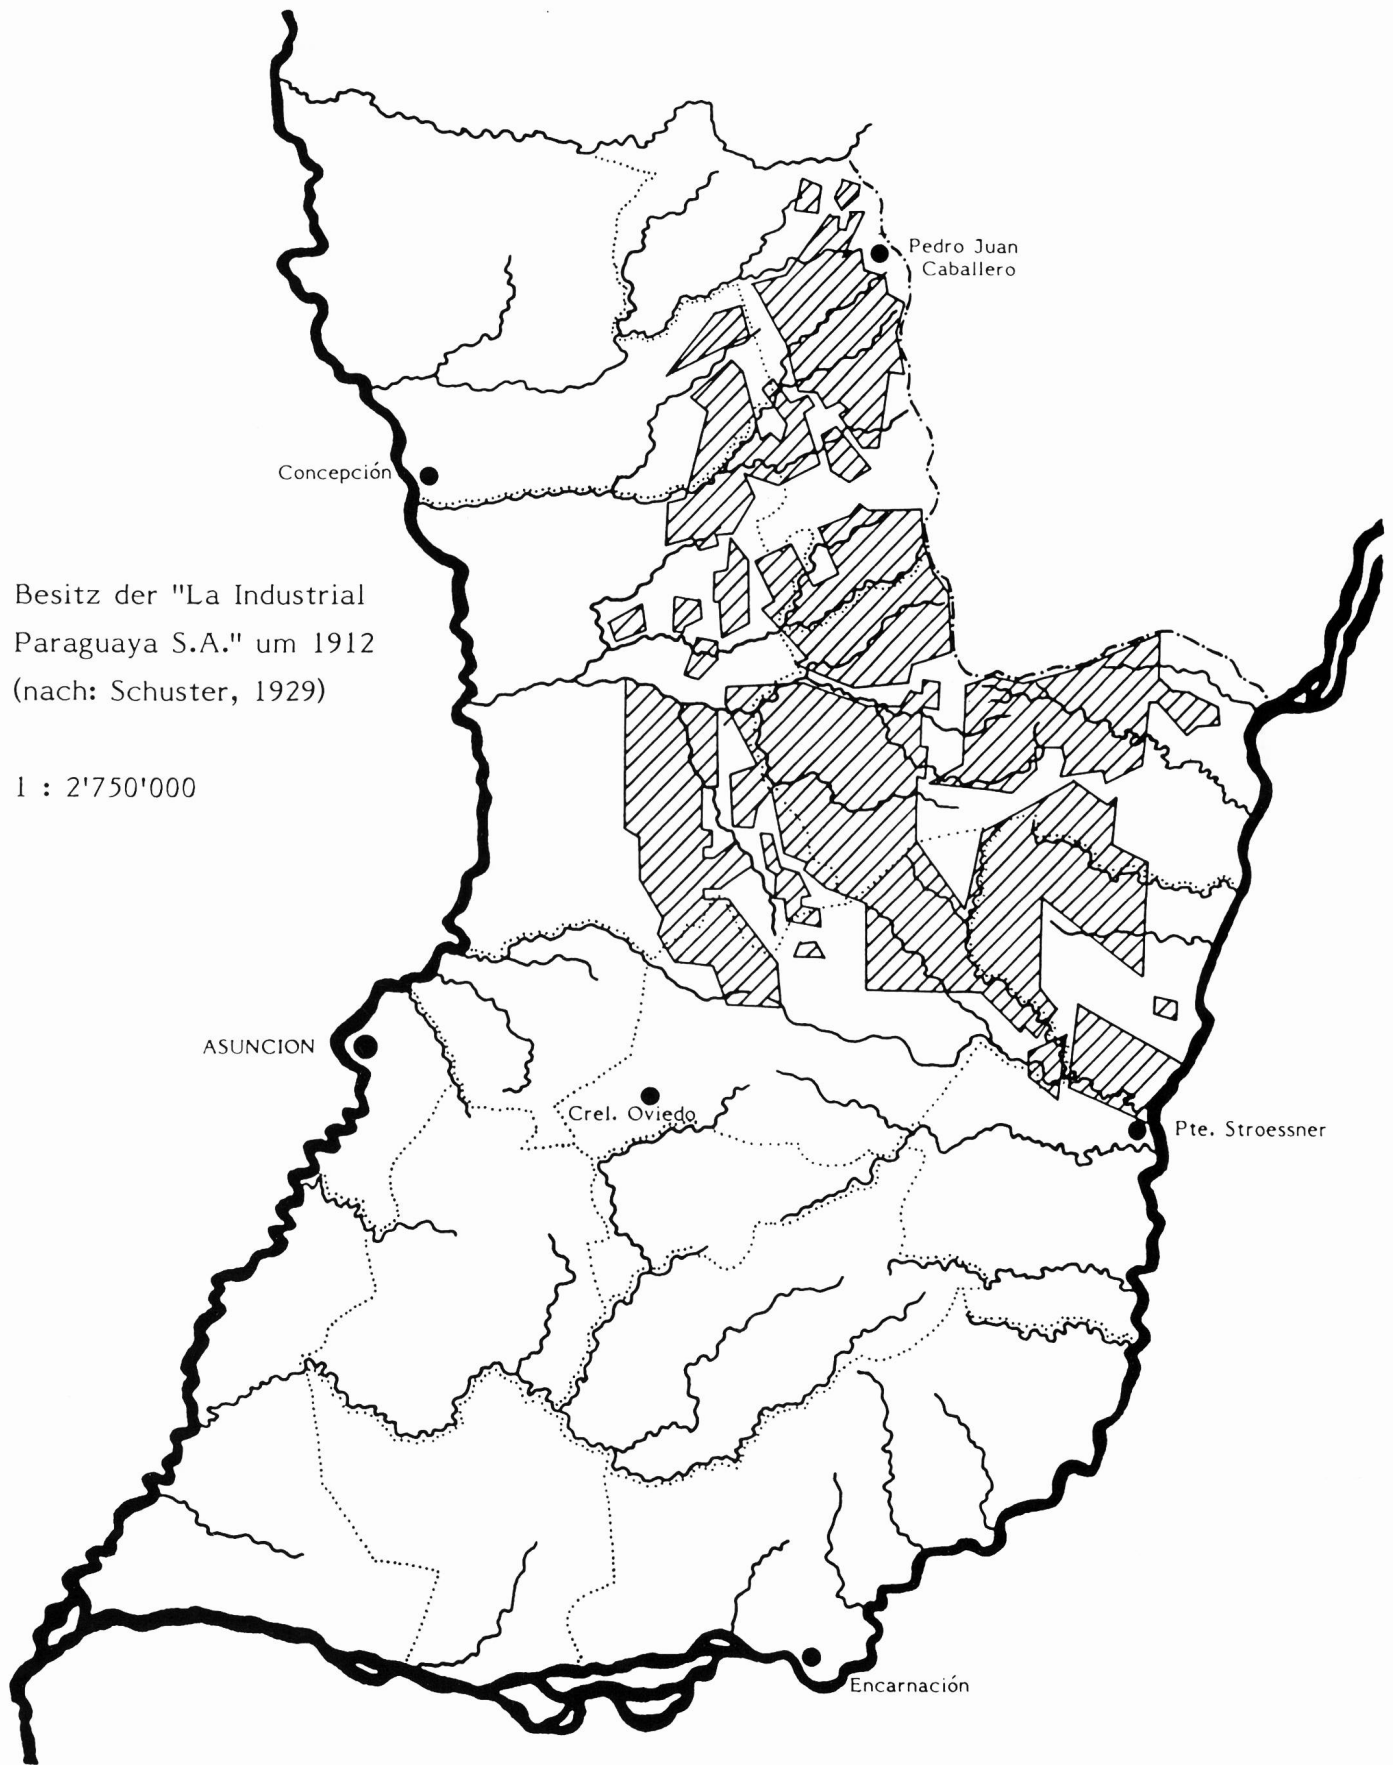 Pedro Juan
Caballero
Concepción
Besitz der "La Industrial
Paraguaya S.A." um 1912
(nach: Schuster, 1929)
1 : 2'750'000
ASUNCION
Crel. Oviedo
Pte. Stroessner
Encarnación